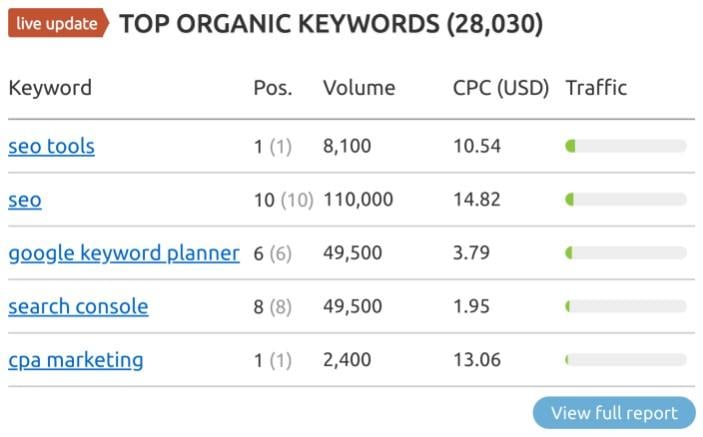 live update TOP ORGANIC KEYWORDS (28,030)
Keyword Pos. Volume CPC (USD) Traffic
seo tools 1 (1) 8,100 10.54
seo 10 (10) 110,000 14.82
google keyword planner 6 (6) 49,500 3.79
search console 8 (8) 49,500 1.95
cpa marketing 1 (1) 2,400 13.06
View full report